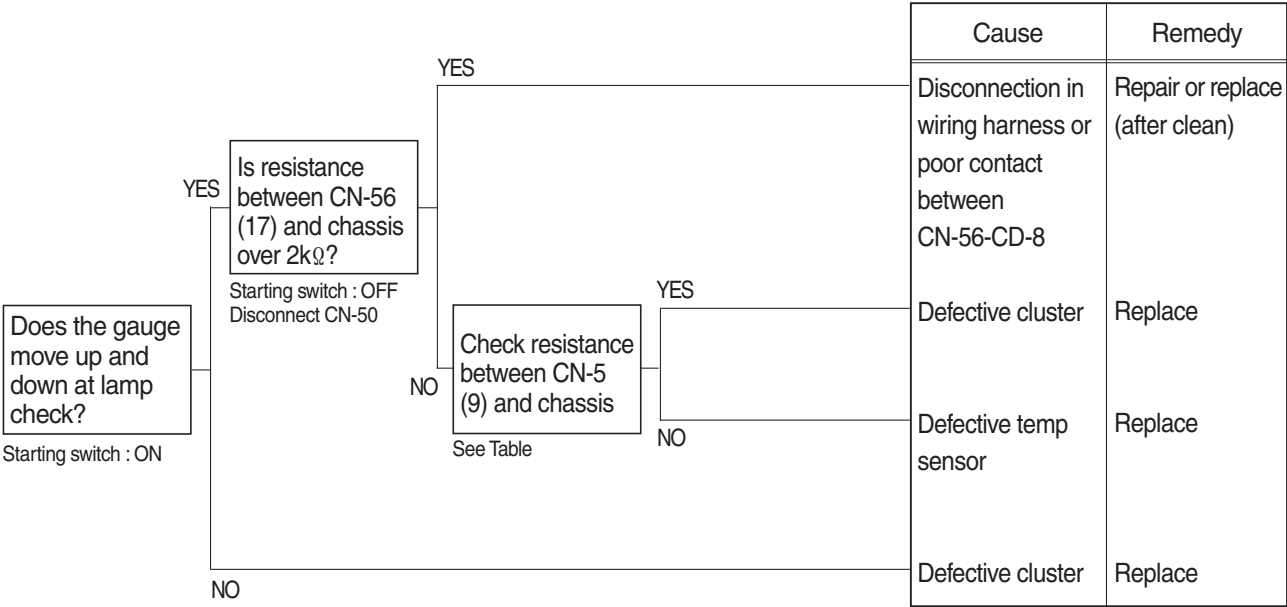 Cause
Remedy
YES
Disconnection in
wiring harness or
poor contact
between
CN-56-CD-8
Repair or replace
(after clean)
YES
Is resistance
between CN-56
(17) and chassis
over 2kΩ?
Starting switch : OFF
Disconnect CN-50
YES
Defective cluster
Replace
Does the gauge
move up and
down at lamp
check?
Starting switch : ON
NO
Check resistance
between CN-5
(9) and chassis
See Table
NO
Defective temp
sensor
Replace
NO
Defective cluster
Replace